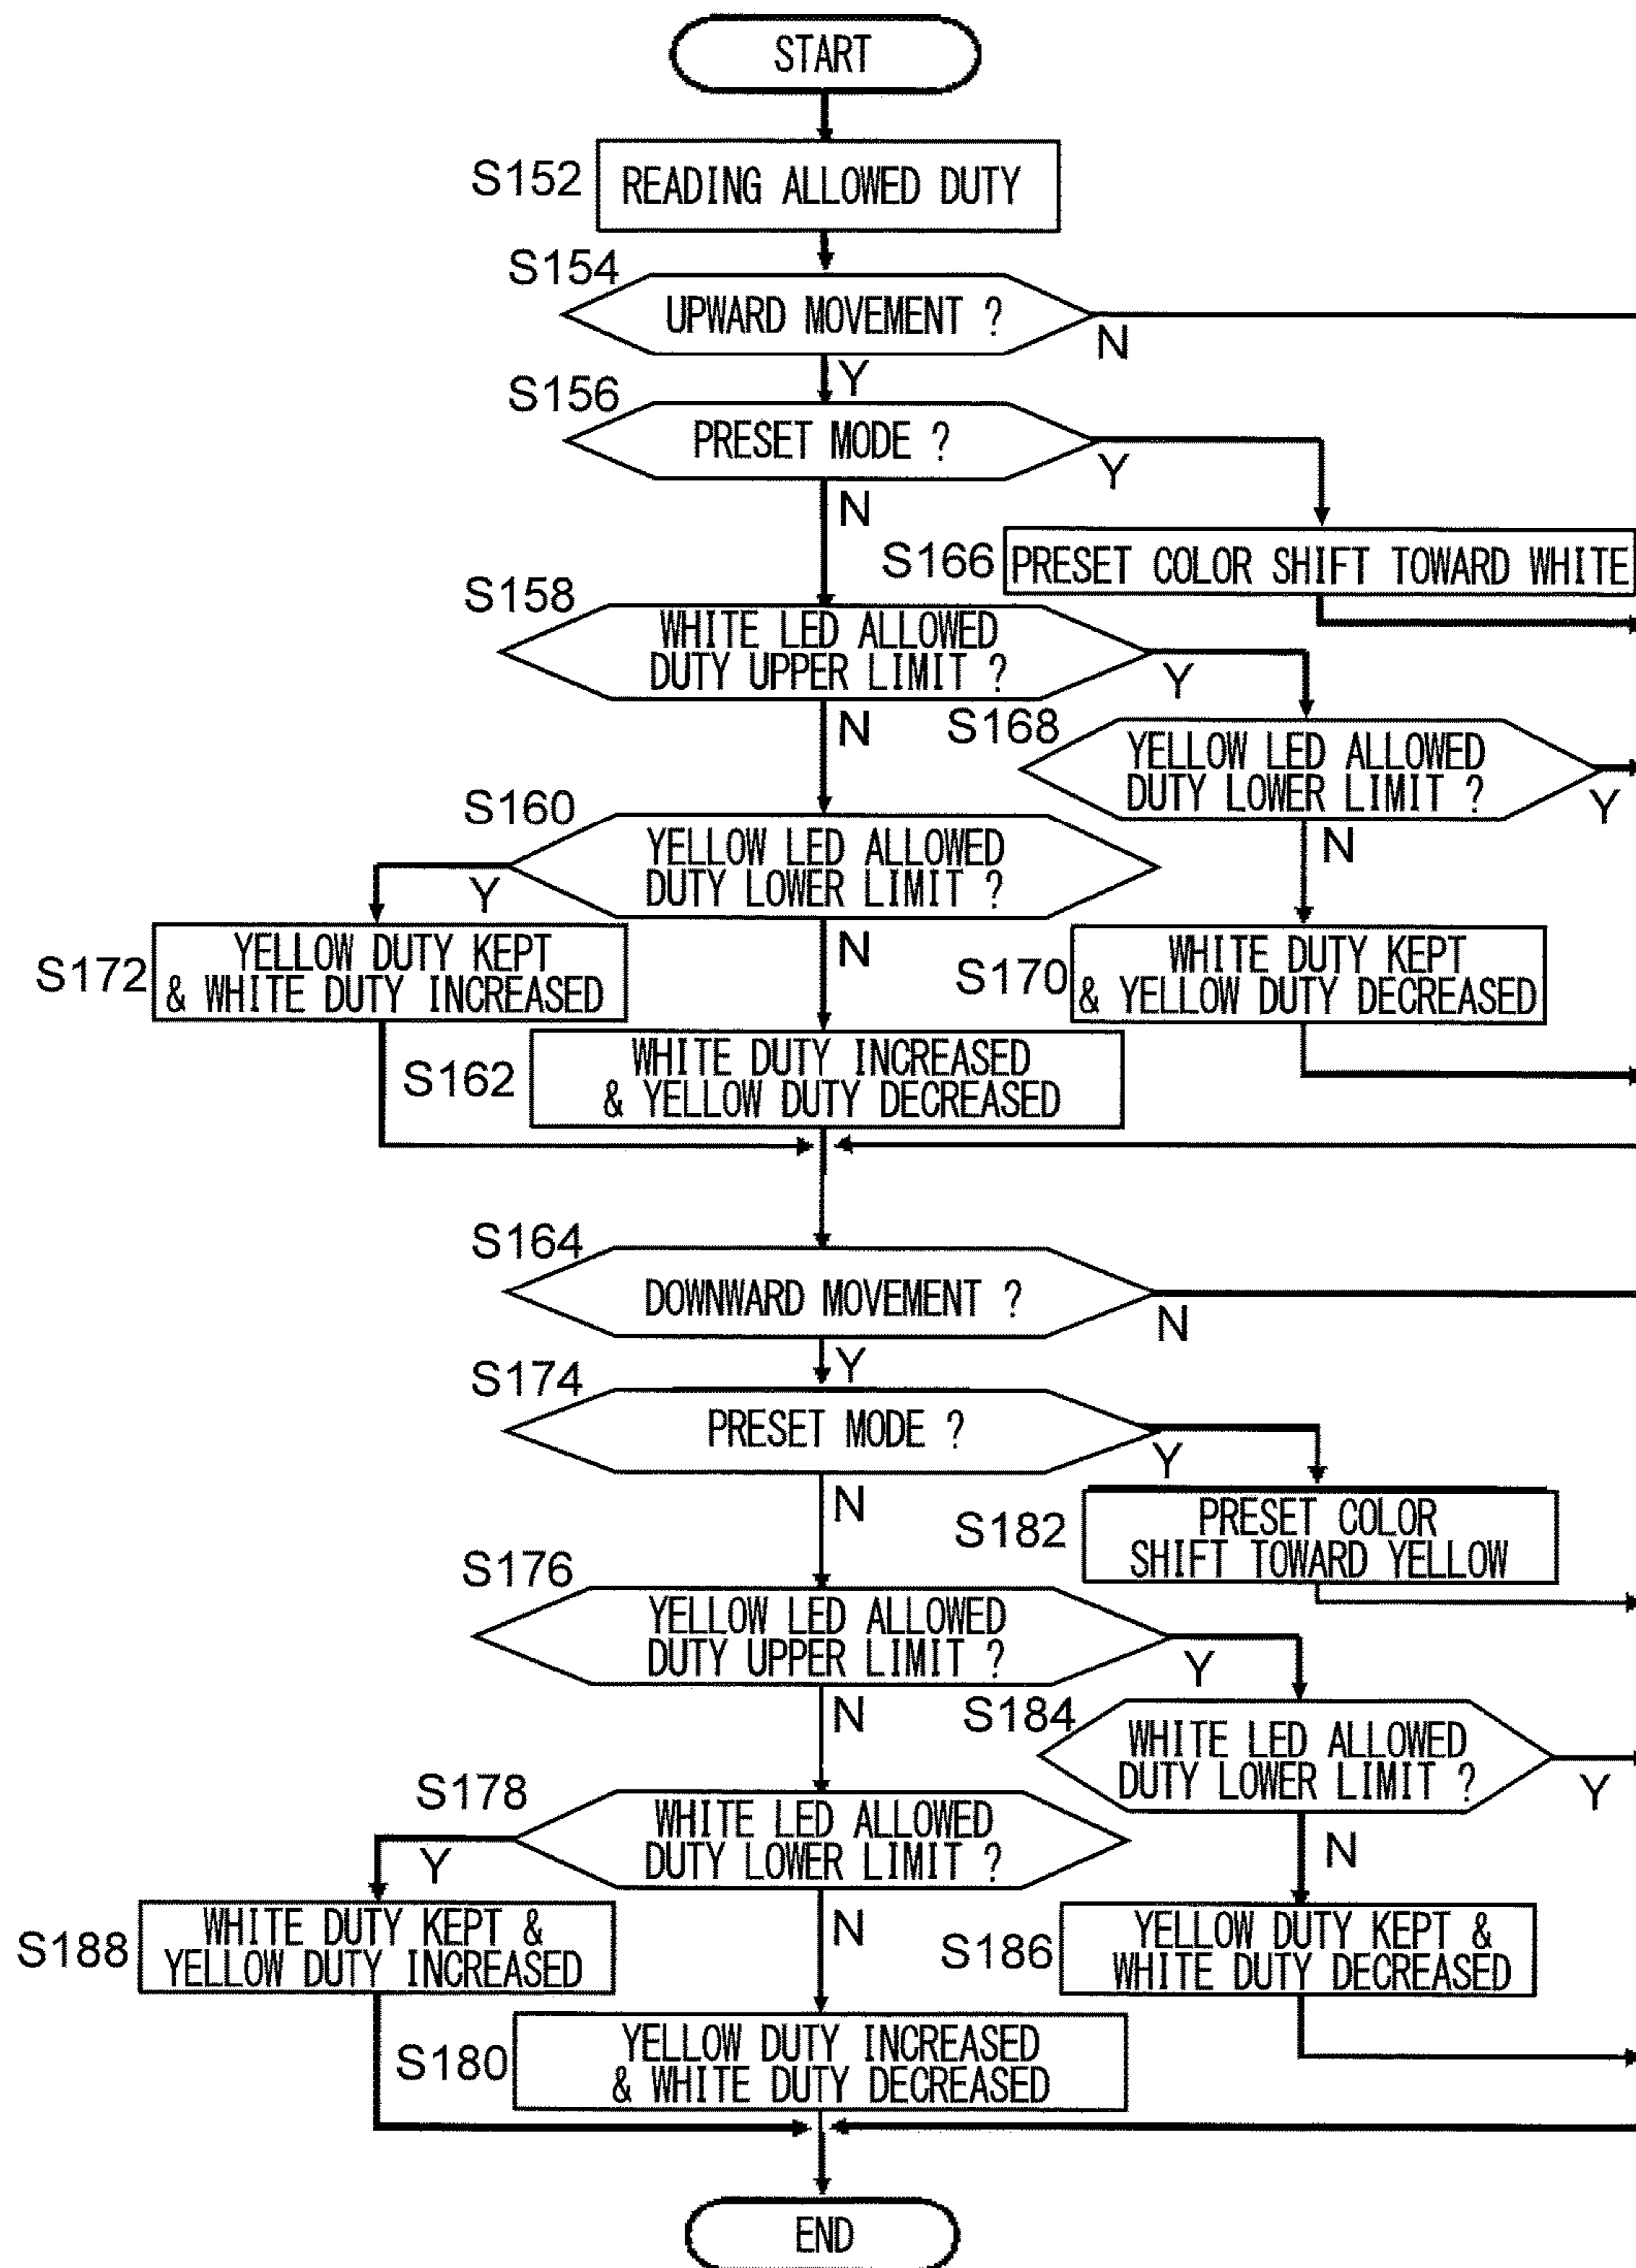 START
S152
READING ALLOWED DUTY
S154
UPWARD MOVEMENT ?
N
Y
S156
PRESET MODE ?
Y
N
S166
PRESET COLOR SHIFT TOWARD WHITE
S158
WHITE LED ALLOWED
DUTY UPPER LIMIT ?
Y
N
S168
YELLOW LED ALLOWED
DUTY LOWER LIMIT ?
Y
N
S160
YELLOW LED ALLOWED
DUTY LOWER LIMIT ?
Y
N
S172
YELLOW DUTY KEPT
& WHITE DUTY INCREASED
S170
WHITE DUTY KEPT
& YELLOW DUTY DECREASED
S162
WHITE DUTY INCREASED
& YELLOW DUTY DECREASED
S164
DOWNWARD MOVEMENT ?
N
Y
S174
PRESET MODE ?
Y
N
S182
PRESET COLOR
SHIFT TOWARD YELLOW
S176
YELLOW LED ALLOWED
DUTY UPPER LIMIT ?
Y
N
S184
WHITE LED ALLOWED
DUTY LOWER LIMIT ?
Y
N
S178
WHITE LED ALLOWED
DUTY LOWER LIMIT ?
Y
N
S188
WHITE DUTY KEPT &
YELLOW DUTY INCREASED
S186
YELLOW DUTY KEPT &
WHITE DUTY DECREASED
S180
YELLOW DUTY INCREASED
& WHITE DUTY DECREASED
END